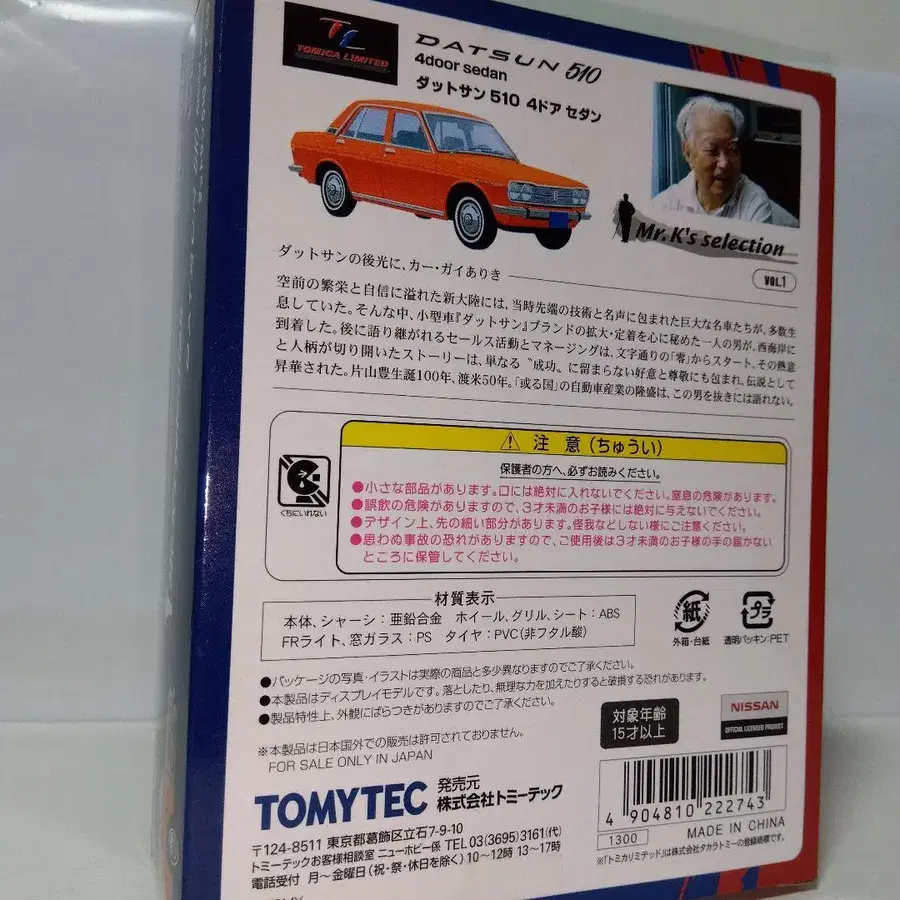 TL
TOMICA LIMITED
DATSUN 510
4door sedan
ダットサン 510 4ドア セダン
Mr.K's selection
VOL.1
ダットサンの後光に、カー・ガイありき
空前の繁栄と自信に溢れた新大陸には、当時先端の技術と名声に包まれた巨大な名車たちが、多数生
息していた。そんな中、小型車『ダットサン』ブランドの拡大・定着を心に秘めた一人の男が、西海岸に
到着した。後に語り継がれるセールス活動とマネージングは、文字通りの「零」からスタート、その熱意
と人柄が切り開いたストーリーは、単なる〝成功〟に留まらない好意と尊敬にも包まれ、伝説として
昇華された。片山豊生誕100年、渡米50年。「或る国」の自動車産業の隆盛は、この男を抜きには語れない。
注意(ちゅうい)
保護者の方へ、必ずお読みください。
●小さな部品があります。口には絶対に入れないでください。窒息の危険があります。
●誤飲の危険がありますので、3才未満のお子様には絶対に与えないでください。
●デザイン上、先の細い部分があります。怪我などしない様にご注意ください。
●思わぬ事故の恐れがありますので、ご使用後は3才未満のお子様の手の届かない
ところに保管してください。
くちにいれない
材質表示
本体、シャーシ:亜鉛合金 ホイール、グリル、シート:ABS
FRライト、窓ガラス:PS タイヤ:PVC(非フタル酸)
紙
外箱・台紙
プラ
透明パッキン:PET
●パッケージの写真・イラストは実際の商品と多少異なりますのでご了承ください。
●本製品はディスプレイモデルです。落としたり、無理な力を加えたりすると破損する恐れがあります。
●製品特性上、外観にばらつきがありますのでご了承ください。
※本製品は日本国外での販売は許可されておりません。
FOR SALE ONLY IN JAPAN
対象年齢
15才以上
NISSAN
OFFICIAL LICENSED PRODUCT
TOMYTEC
発売元
株式会社トミーテック
〒124-8511 東京都葛飾区立石7-9-10
トミーテックお客様相談室 ニューホビー係 TEL 03(3695)3161(代)
電話受付 月~金曜日(祝・祭・休日を除く)10~12時 13~17時
4 904810 222743
1300
MADE IN CHINA
※「トミカリミテッド」は株式会社タカラトミーの登録商標です。